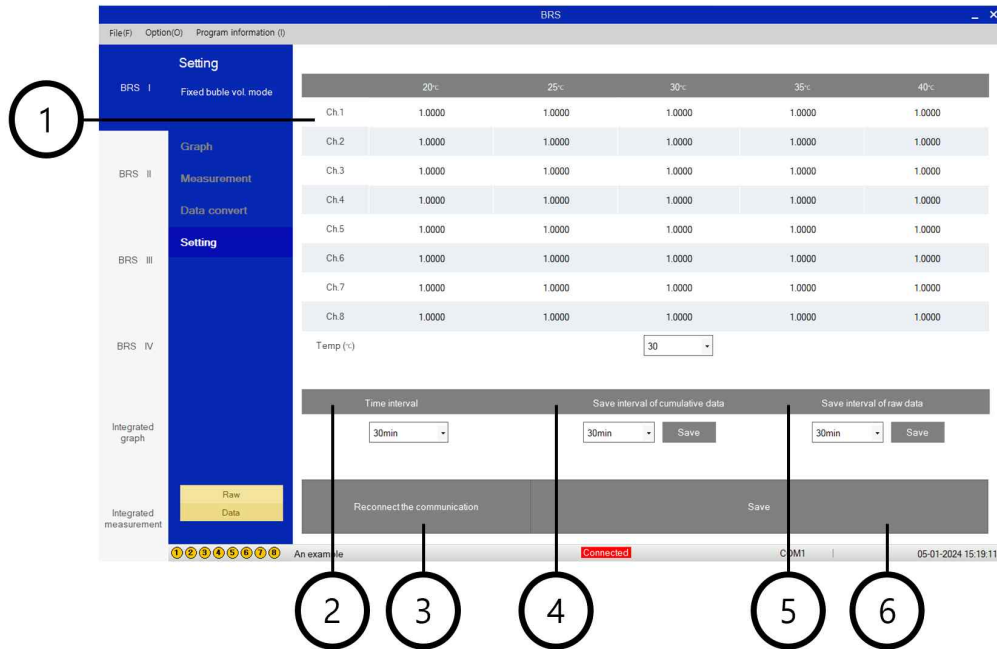 BRS
File(F) Option(O) Program information (I)
Setting
BRS I
Fixed buble vol. mode
Graph
Measurement
Data convert
Setting
BRS II
BRS III
BRS IV
Integrated
graph
Integrated
measurement
Raw
Data
20℃ 25℃ 30℃ 35℃ 40℃
Ch.1 1.0000 1.0000 1.0000 1.0000 1.0000
Ch.2 1.0000 1.0000 1.0000 1.0000 1.0000
Ch.3 1.0000 1.0000 1.0000 1.0000 1.0000
Ch.4 1.0000 1.0000 1.0000 1.0000 1.0000
Ch.5 1.0000 1.0000 1.0000 1.0000 1.0000
Ch.6 1.0000 1.0000 1.0000 1.0000 1.0000
Ch.7 1.0000 1.0000 1.0000 1.0000 1.0000
Ch.8 1.0000 1.0000 1.0000 1.0000 1.0000
Temp (℃) 30
Time interval Save interval of cumulative data Save interval of raw data
30min 30min Save 30min Save
Reconnect the communication Save
1 2 3 4 5 6 7 8 An example Connected COM1 05-01-2024 15:19:11
1
2 3 4 5 6